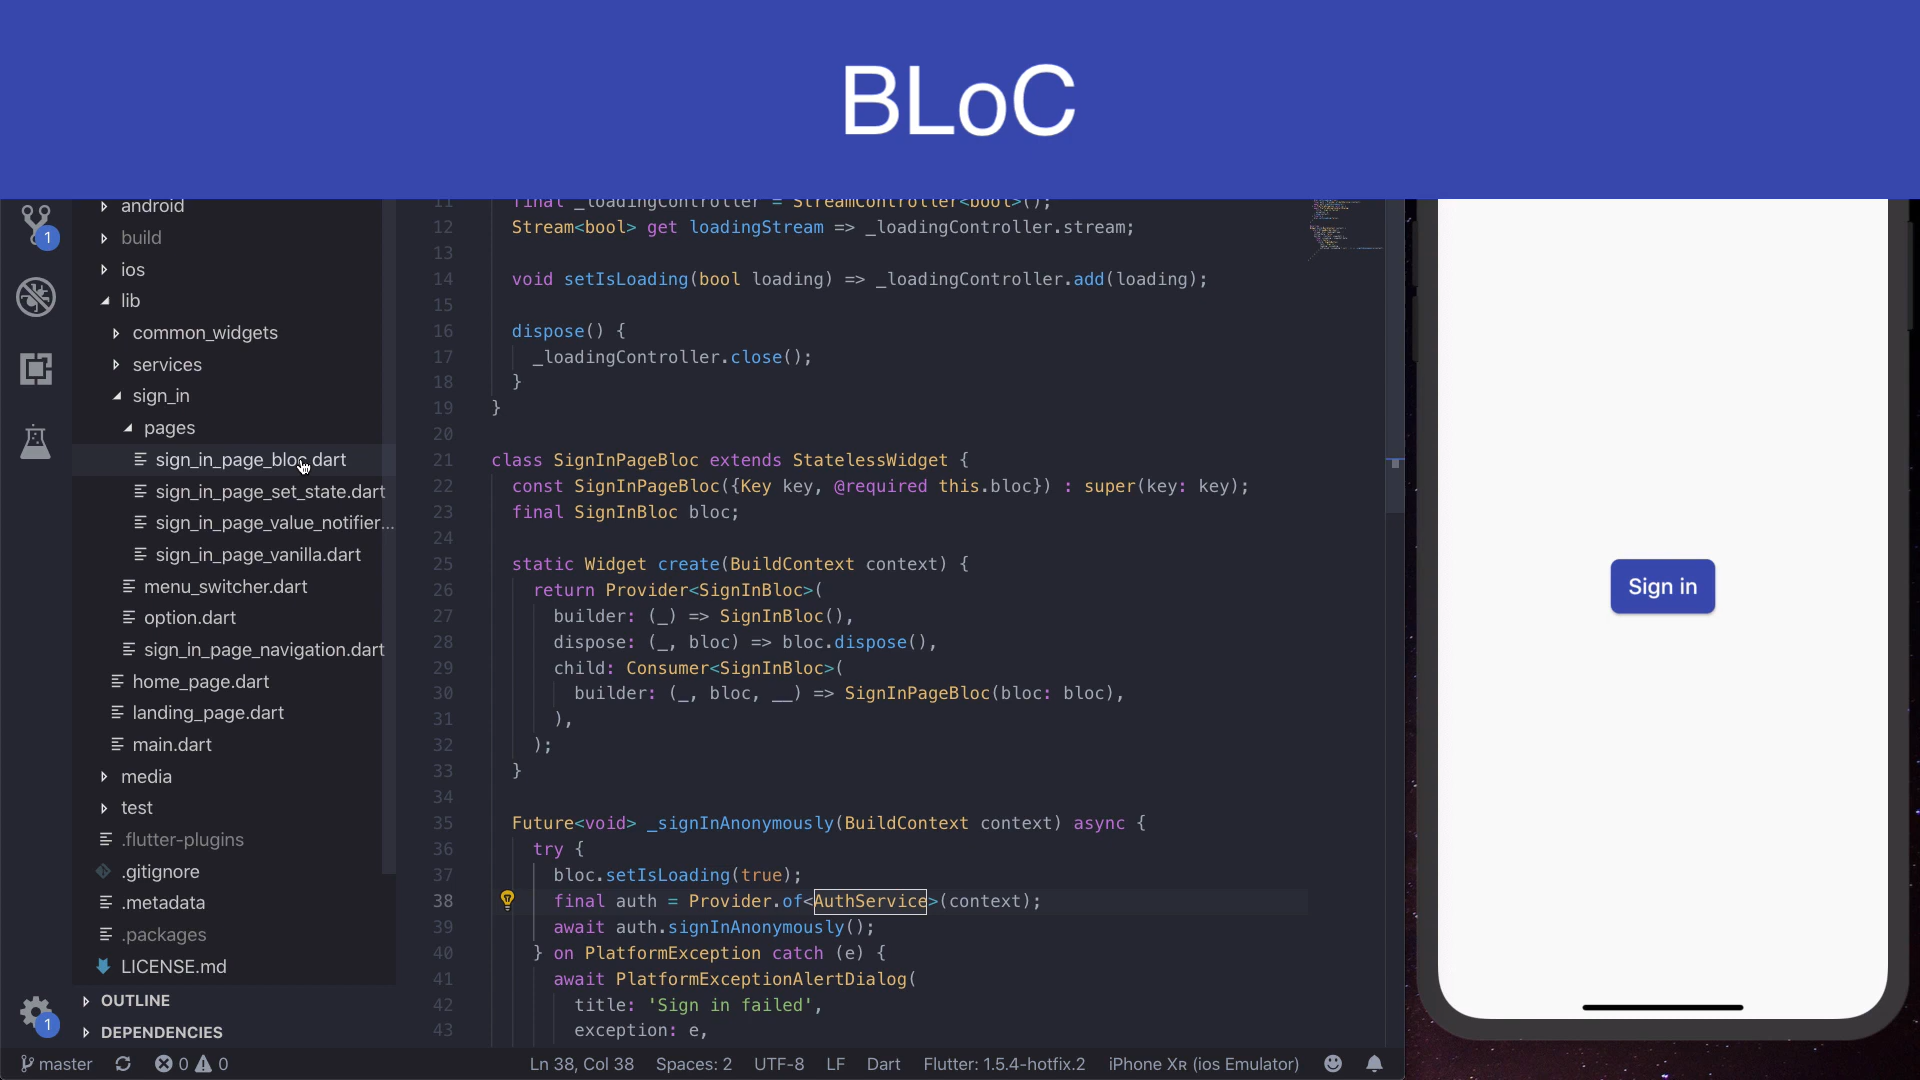 BLoC
android
build
ios
lib
common_widgets
services
sign_in
pages
sign_in_page_bloc.dart
sign_in_page_set_state.dart
sign_in_page_value_notifier...
sign_in_page_vanilla.dart
menu_switcher.dart
option.dart
sign_in_page_navigation.dart
home_page.dart
landing_page.dart
main.dart
media
test
.flutter-plugins
.gitignore
.metadata
.packages
LICENSE.md
OUTLINE
DEPENDENCIES
1
1
11 final _loadingController = StreamController<bool>();
12 Stream<bool> get loadingStream => _loadingController.stream;
13
14 void setIsLoading(bool loading) => _loadingController.add(loading);
15
16 dispose() {
17 _loadingController.close();
18 }
19 }
20
21 class SignInPageBloc extends StatelessWidget {
22 const SignInPageBloc({Key key, @required this.bloc}) : super(key: key);
23 final SignInBloc bloc;
24
25 static Widget create(BuildContext context) {
26 return Provider<SignInBloc>(
27 builder: (_) => SignInBloc(),
28 dispose: (_, bloc) => bloc.dispose(),
29 child: Consumer<SignInBloc>(
30 builder: (_, bloc, __) => SignInPageBloc(bloc: bloc),
31 ),
32 );
33 }
34
35 Future<void> _signInAnonymously(BuildContext context) async {
36 try {
37 bloc.setIsLoading(true);
38 final auth = Provider.of<AuthService>(context);
39 await auth.signInAnonymously();
40 } on PlatformException catch (e) {
41 await PlatformExceptionAlertDialog(
42 title: 'Sign in failed',
43 exception: e,
Sign in
master 0 0 Ln 38, Col 38 Spaces: 2 UTF-8 LF Dart Flutter: 1.5.4-hotfix.2 iPhone XR (ios Emulator)